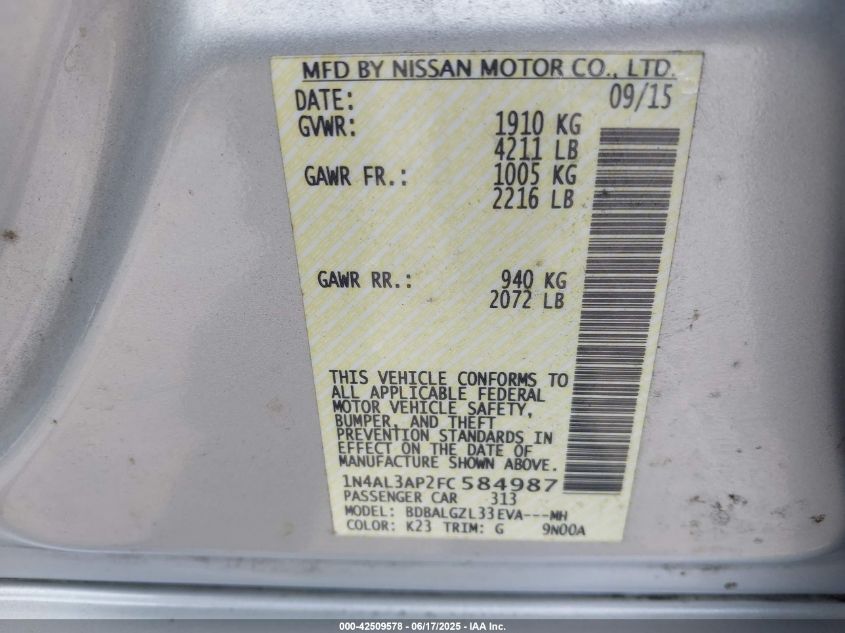 MFD BY NISSAN MOTOR CO., LTD.
DATE: 09/15
GVWR: 1910 KG
4211 LB
GAWR FR.: 1005 KG
2216 LB
GAWR RR.: 940 KG
2072 LB
THIS VEHICLE CONFORMS TO
ALL APPLICABLE FEDERAL
MOTOR VEHICLE SAFETY,
BUMPER, AND THEFT
PREVENTION STANDARDS IN
EFFECT ON THE DATE OF
MANUFACTURE SHOWN ABOVE.
1N4AL3AP2FC584987
PASSENGER CAR 313
MODEL: BDBALGZL33EVA---MH
COLOR: K23 TRIM: G 9N00A
000-42509578 - 06/17/2025 - IAA Inc.